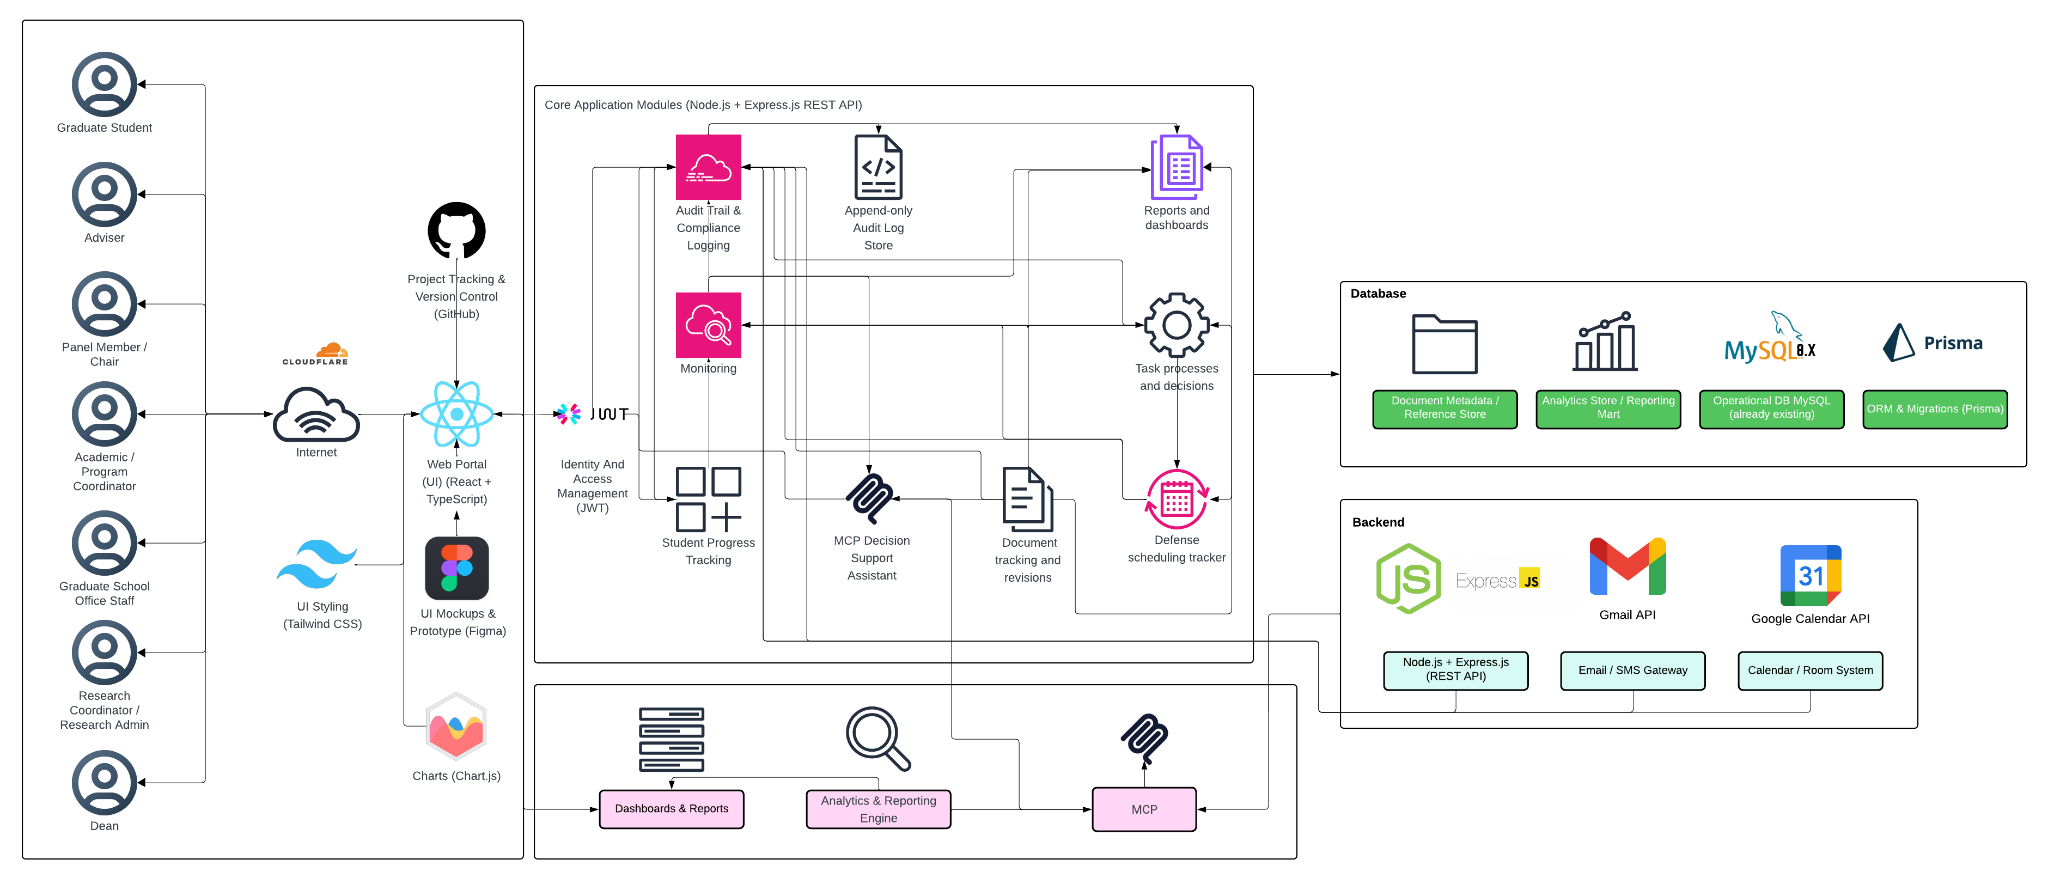 Graduate Student
Adviser
Panel Member /
Chair
Academic /
Program
Coordinator
Graduate School
Office Staff
Research
Coordinator /
Research Admin
Dean
CLOUDFLARE
Internet
UI Styling
(Tailwind CSS)
Project Tracking &
Version Control
(GitHub)
Web Portal
(UI) (React +
TypeScript)
UI Mockups &
Prototype (Figma)
Charts (Chart.js)
Core Application Modules (Node.js + Express.js REST API)
JWT
Identity And
Access
Management
(JWT)
Audit Trail &
Compliance
Logging
Append-only
Audit Log
Store
Reports and
dashboards
Monitoring
Task processes
and decisions
Student Progress
Tracking
MCP Decision
Support
Assistant
Document
tracking and
revisions
Defense
scheduling tracker
Dashboards & Reports
Analytics & Reporting
Engine
MCP
Database
MySQL 8.X
Prisma
Document Metadata /
Reference Store
Analytics Store / Reporting
Mart
Operational DB MySQL
(already existing)
ORM & Migrations (Prisma)
Backend
JS
Express JS
31
Gmail API
Google Calendar API
Node.js + Express.js
(REST API)
Email / SMS Gateway
Calendar / Room System